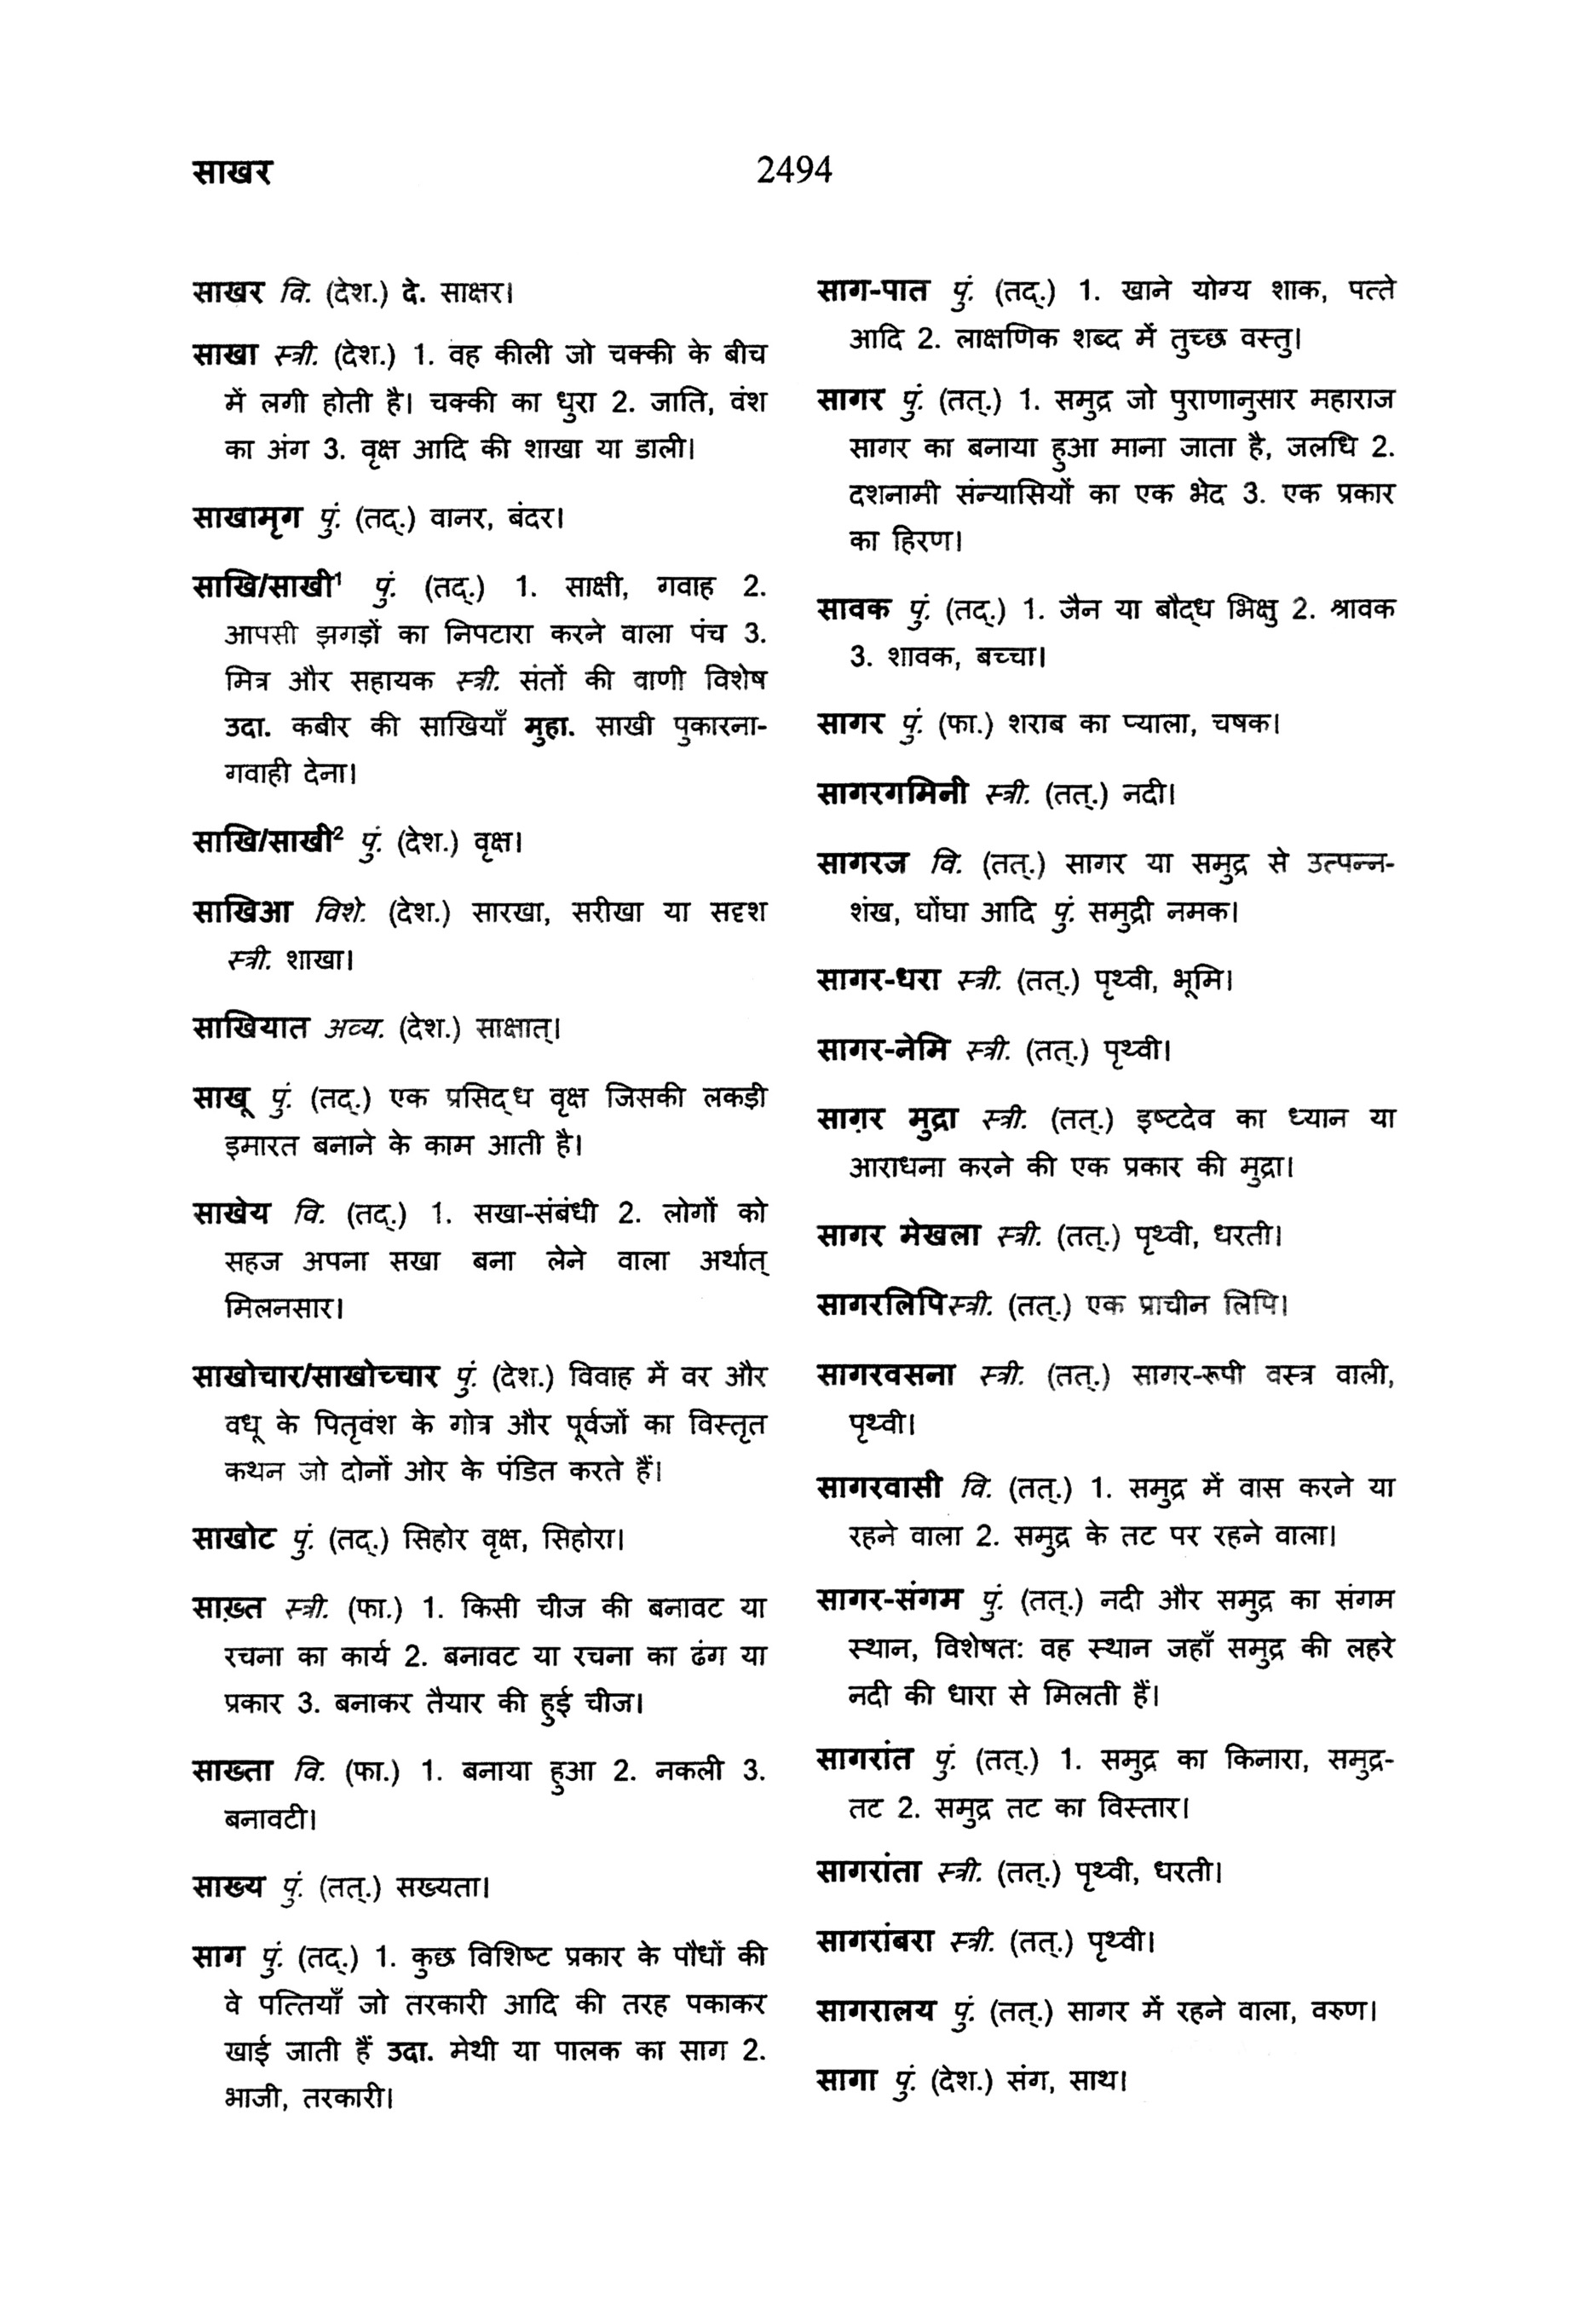 साखर
2494
साखर वि. (देश.) दे. साक्षर।
साखा स्त्री. (देश.) 1. वह कीली जो चक्की के बीच
में लगी होती है। चक्की का धुरा 2. जाति, वंश
का अंग 3. वृक्ष आदि की शाखा या डाली।
साखामृग पुं. (तद्.) वानर, बंदर।
साखि/साखी¹ पुं. (तद्.) 1. साक्षी, गवाह 2.
आपसी झगड़ों का निपटारा करने वाला पंच 3.
मित्र और सहायक स्त्री. संतों की वाणी विशेष
उदा. कबीर की साखियाँ मुहा. साखी पुकारना-
गवाही देना।
साखि/साखी² पुं. (देश.) वृक्ष।
साखिआ विशे. (देश.) सारखा, सरीखा या सदृश
स्त्री. शाखा।
साखियात अव्य. (देश.) साक्षात्।
साखू पुं. (तद्.) एक प्रसिद्ध वृक्ष जिसकी लकड़ी
इमारत बनाने के काम आती है।
साखेय वि. (तद्.) 1. सखा-संबंधी 2. लोगों को
सहज अपना सखा बना लेने वाला अर्थात्
मिलनसार।
साखोचार/साखोच्चार पुं. (देश.) विवाह में वर और
वधू के पितृवंश के गोत्र और पूर्वजों का विस्तृत
कथन जो दोनों ओर के पंडित करते हैं।
साखोट पुं. (तद्.) सिहोर वृक्ष, सिहोरा।
साख़्त स्त्री. (फा.) 1. किसी चीज की बनावट या
रचना का कार्य 2. बनावट या रचना का ढंग या
प्रकार 3. बनाकर तैयार की हुई चीज।
साख्ता वि. (फा.) 1. बनाया हुआ 2. नकली 3.
बनावटी।
साख्य पुं. (तत्.) सख्यता।
साग पुं. (तद्.) 1. कुछ विशिष्ट प्रकार के पौधों की
वे पत्तियाँ जो तरकारी आदि की तरह पकाकर
खाई जाती हैं उदा. मेथी या पालक का साग 2.
भाजी, तरकारी।
साग-पात पुं. (तद्.) 1. खाने योग्य शाक, पत्ते
आदि 2. लाक्षणिक शब्द में तुच्छ वस्तु।
सागर पुं. (तत्.) 1. समुद्र जो पुराणानुसार महाराज
सागर का बनाया हुआ माना जाता है, जलधि 2.
दशनामी संन्यासियों का एक भेद 3. एक प्रकार
का हिरण।
सावक पुं. (तद्.) 1. जैन या बौद्ध भिक्षु 2. श्रावक
3. शावक, बच्चा।
सागर पुं. (फा.) शराब का प्याला, चषक।
सागरगमिनी स्त्री. (तत्.) नदी।
सागरज वि. (तत्.) सागर या समुद्र से उत्पन्न-
शंख, घोंघा आदि पुं. समुद्री नमक।
सागर-धरा स्त्री. (तत्.) पृथ्वी, भूमि।
सागर-नेमि स्त्री. (तत्.) पृथ्वी।
साग़र मुद्रा स्त्री. (तत्.) इष्टदेव का ध्यान या
आराधना करने की एक प्रकार की मुद्रा।
सागर मेखला स्त्री. (तत्.) पृथ्वी, धरती।
सागरलिपि स्त्री. (तत्.) एक प्राचीन लिपि।
सागरवसना स्त्री. (तत्.) सागर-रूपी वस्त्र वाली,
पृथ्वी।
सागरवासी वि. (तत्.) 1. समुद्र में वास करने या
रहने वाला 2. समुद्र के तट पर रहने वाला।
सागर-संगम पुं. (तत्.) नदी और समुद्र का संगम
स्थान, विशेषत: वह स्थान जहाँ समुद्र की लहरे
नदी की धारा से मिलती हैं।
सागरांत पुं. (तत्.) 1. समुद्र का किनारा, समुद्र-
तट 2. समुद्र तट का विस्तार।
सागरांता स्त्री. (तत्.) पृथ्वी, धरती।
सागरांबरा स्त्री. (तत्.) पृथ्वी।
सागरालय पुं. (तत्.) सागर में रहने वाला, वरुण।
सागा पुं. (देश.) संग, साथ।